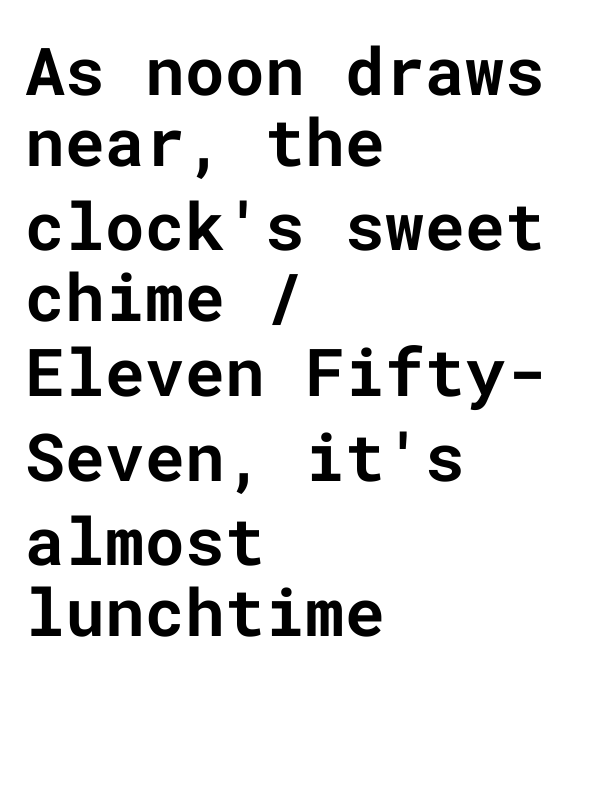 As noon draws
near, the
clock's sweet
chime /
Eleven Fifty-
Seven, it's
almost
lunchtime